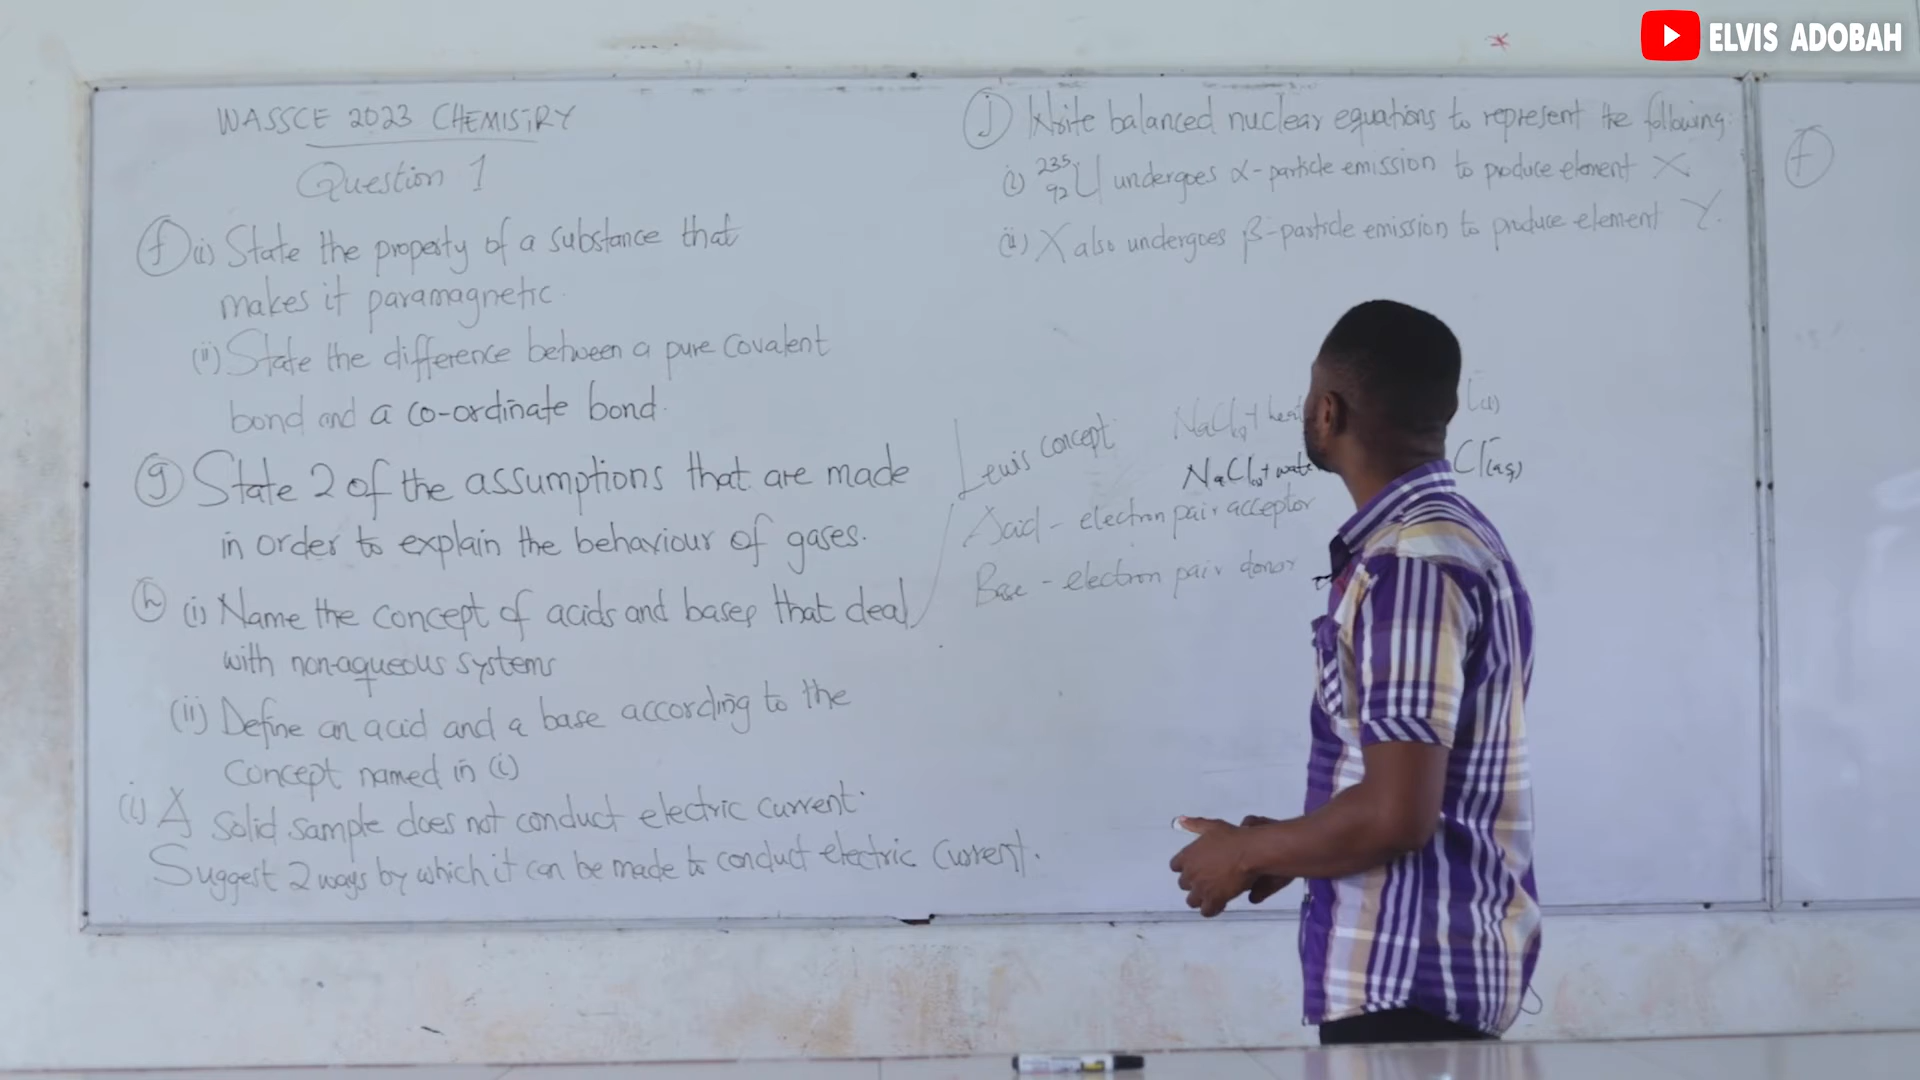 ELVIS ADOBAH
WASSCE 2023 CHEMISTRY
Question 1
f (i) State the property of a substance that
makes it paramagnetic.
(ii) State the difference between a pure covalent
bond and a co-ordinate bond.
g State 2 of the assumptions that are made
in order to explain the behaviour of gases.
h (i) Name the concept of acids and bases that deal
with non-aqueous systems
(ii) Define an acid and a base according to the
concept named in (i)
(i) A solid sample does not conduct electric current.
Suggest 2 ways by which it can be made to conduct electric current.
j Write balanced nuclear equations to represent the following:
(i) ²³⁵₉₂U undergoes α-particle emission to produce element X
(ii) X also undergoes β-particle emission to produce element Y.
Lewis concept
Acid - electron pair acceptor
Base - electron pair donor
NaCl(s) + heat
(l)
NaCl(s) + wate
Cl⁻(aq)
f